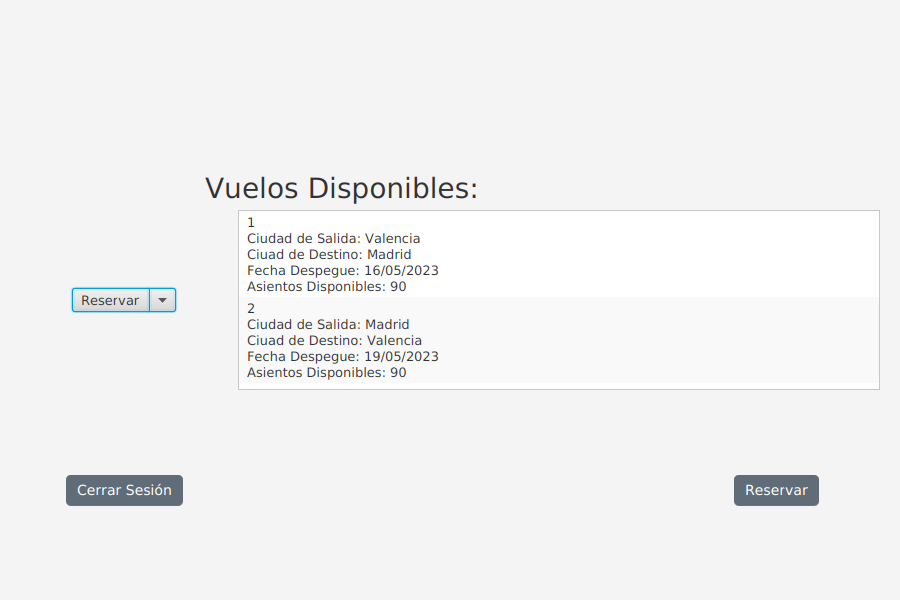 Vuelos Disponibles:
1
Ciudad de Salida: Valencia
Ciuad de Destino: Madrid
Fecha Despegue: 16/05/2023
Asientos Disponibles: 90
2
Ciudad de Salida: Madrid
Ciuad de Destino: Valencia
Fecha Despegue: 19/05/2023
Asientos Disponibles: 90
Reservar
Cerrar Sesión
Reservar